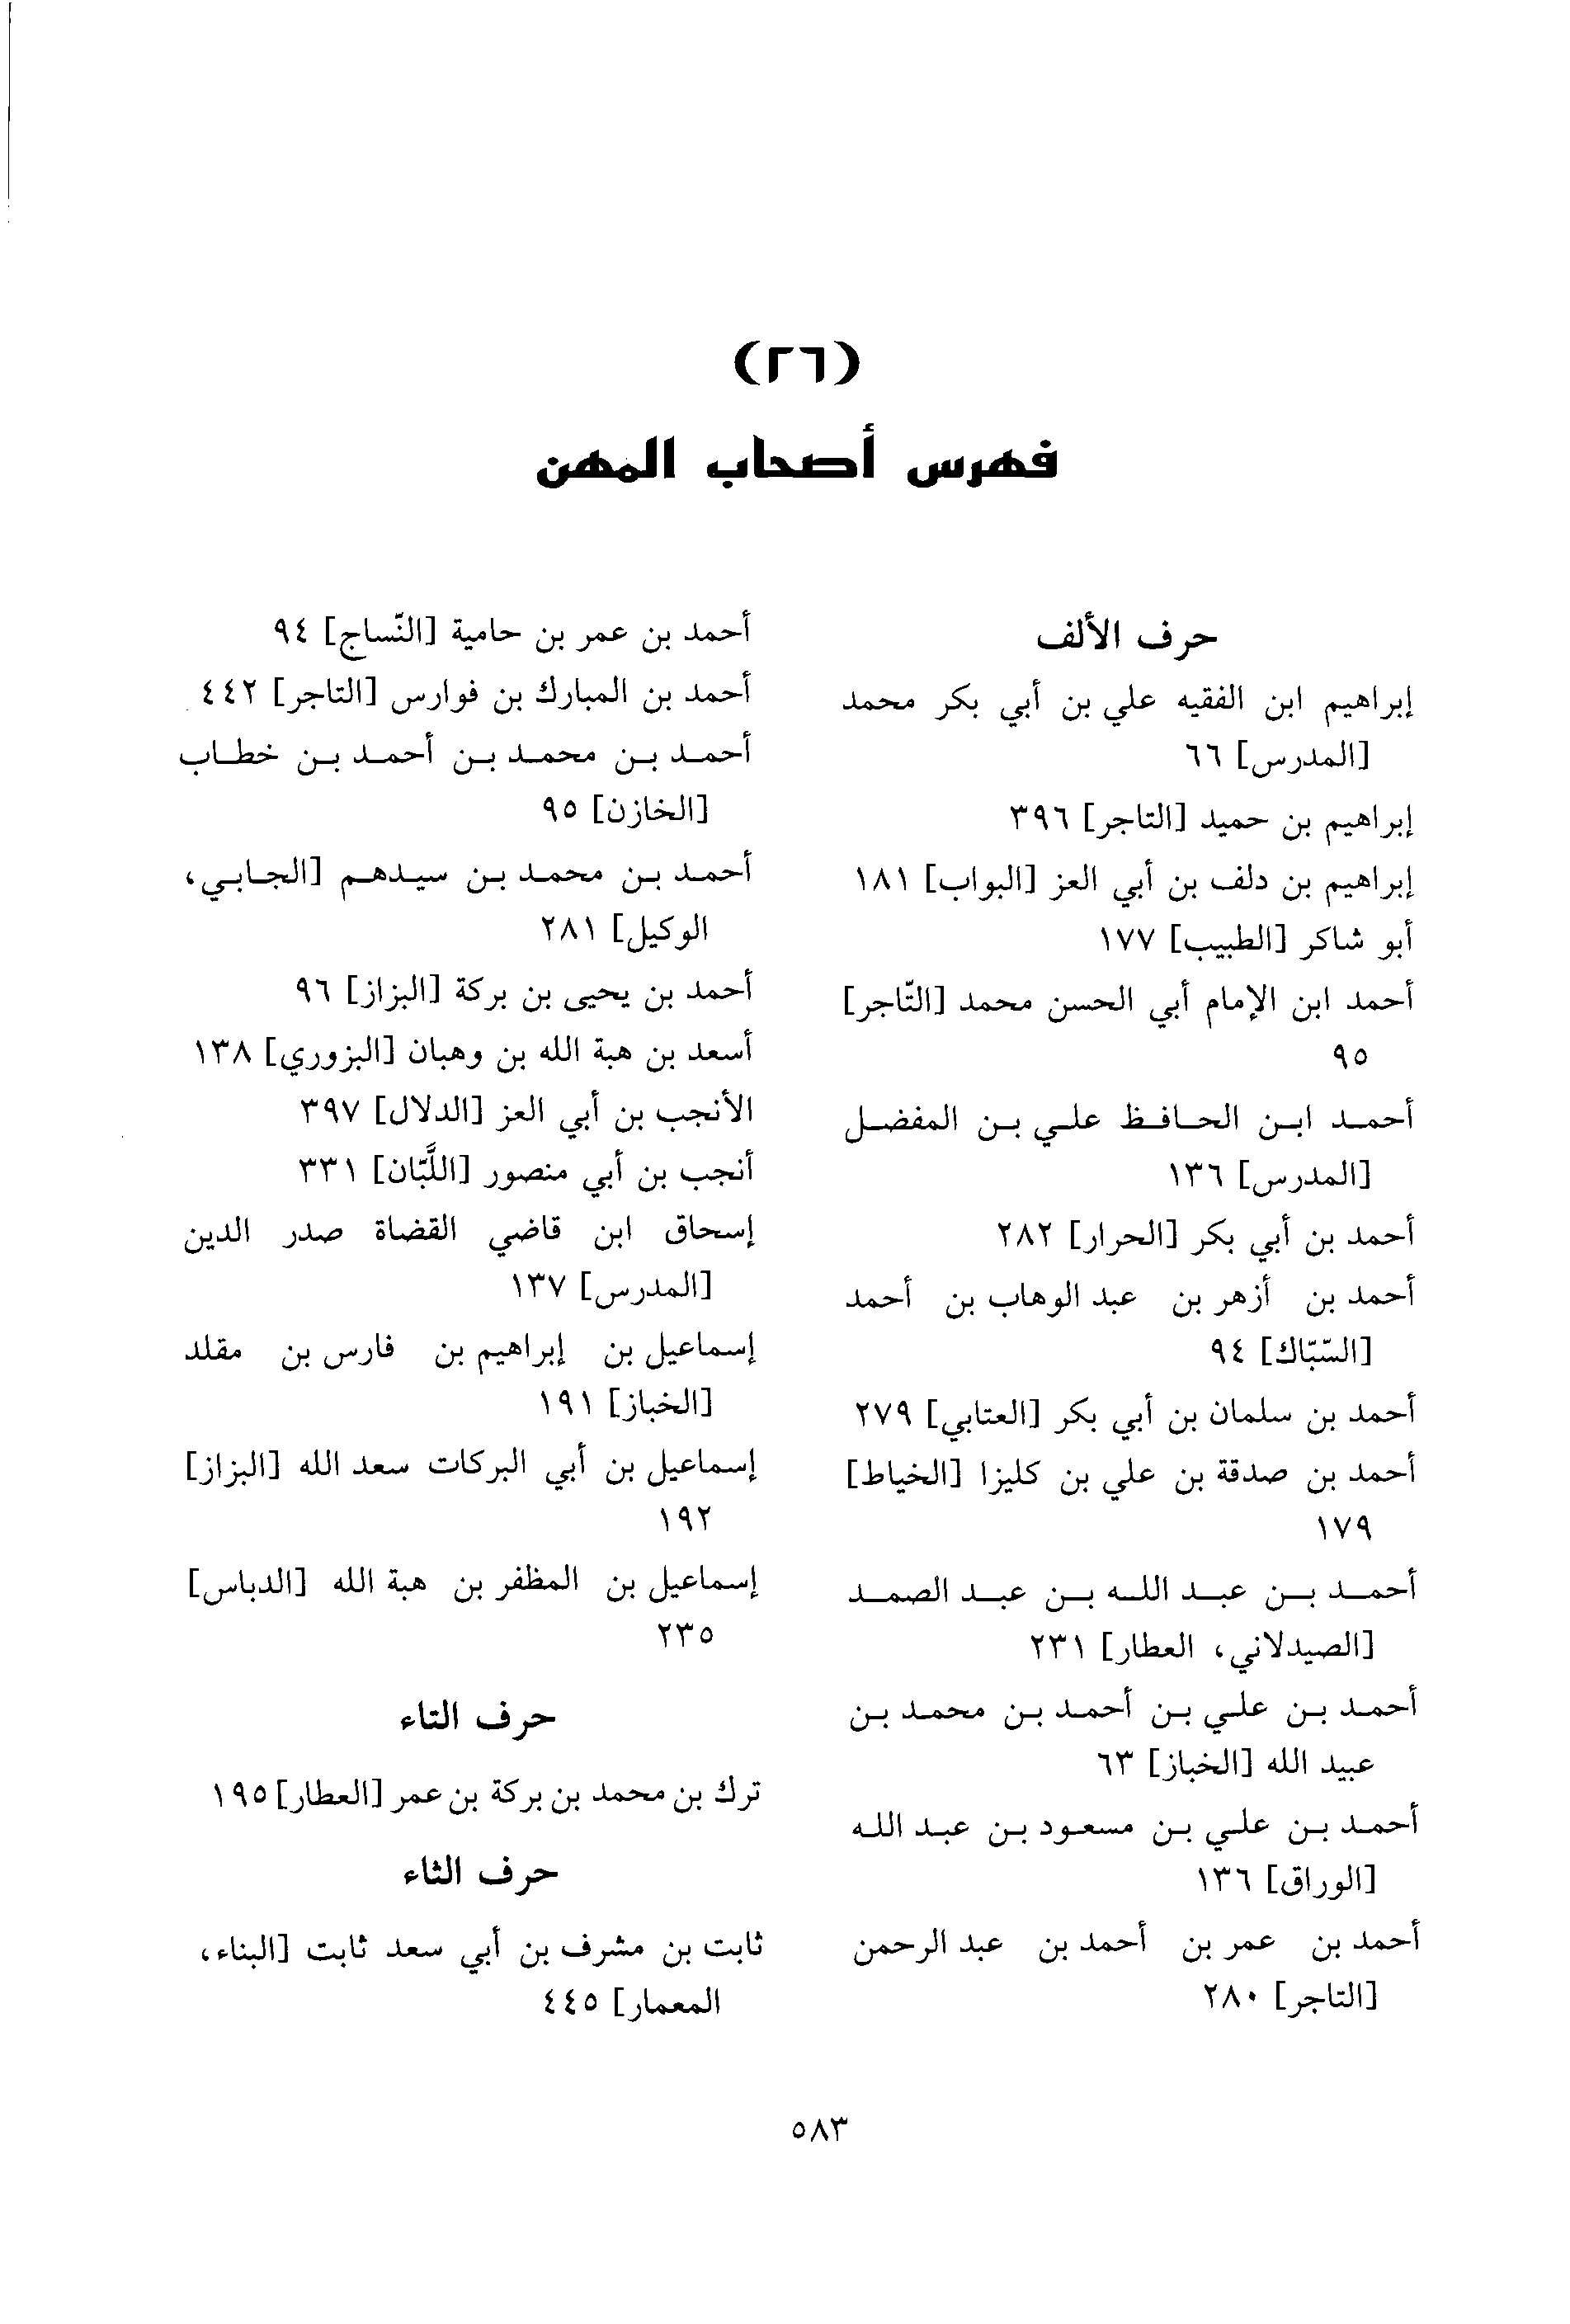 (٢٦)
فهرس أصحاب المهن
حرف الألف
إبراهيم ابن الفقيه علي بن أبي بكر محمد
[المدرس] ٦٦
إبراهيم بن حميد [التاجر] ٣٩٦
إبراهيم بن دلف بن أبي العز [البواب] ١٨١
أبو شاكر [الطبيب] ١٧٧
أحمد ابن الإمام أبي الحسن محمد [التّاجر]
٩٥
أحمد ابن الحافظ علي بن المفضل
[المدرس] ١٣٦
أحمد بن أبي بكر [الحرار] ٢٨٢
أحمد بن أزهر بن عبد الوهاب بن أحمد
[السّبّاك] ٩٤
أحمد بن سلمان بن أبي بكر [العتابي] ٢٧٩
أحمد بن صدقة بن علي بن كليزا [الخياط]
١٧٩
أحمد بن عبد الله بن عبد الصمد
[الصيدلاني، العطار] ٢٣١
أحمد بن علي بن أحمد بن محمد بن
عبيد الله [الخباز] ٦٣
أحمد بن علي بن مسعود بن عبد الله
[الوراق] ١٣٦
أحمد بن عمر بن أحمد بن عبد الرحمن
[التاجر] ٢٨٠
أحمد بن عمر بن حامية [النّساج] ٩٤
أحمد بن المبارك بن فوارس [التاجر] ٤٤٢
أحمد بن محمد بن أحمد بن خطاب
[الخازن] ٩٥
أحمد بن محمد بن سيدهم [الجابي،
الوكيل] ٢٨١
أحمد بن يحيى بن بركة [البزاز] ٩٦
أسعد بن هبة الله بن وهبان [البزوري] ١٣٨
الأنجب بن أبي العز [الدلال] ٣٩٧
أنجب بن أبي منصور [اللَّبّان] ٣٣١
إسحاق ابن قاضي القضاة صدر الدين
[المدرس] ١٣٧
إسماعيل بن إبراهيم بن فارس بن مقلد
[الخباز] ١٩١
إسماعيل بن أبي البركات سعد الله [البزاز]
١٩٢
إسماعيل بن المظفر بن هبة الله [الدباس]
٢٣٥
حرف التاء
ترك بن محمد بن بركة بن عمر [العطار] ١٩٥
حرف الثاء
ثابت بن مشرف بن أبي سعد ثابت [البناء،
المعمار] ٤٤٥
٥٨٣